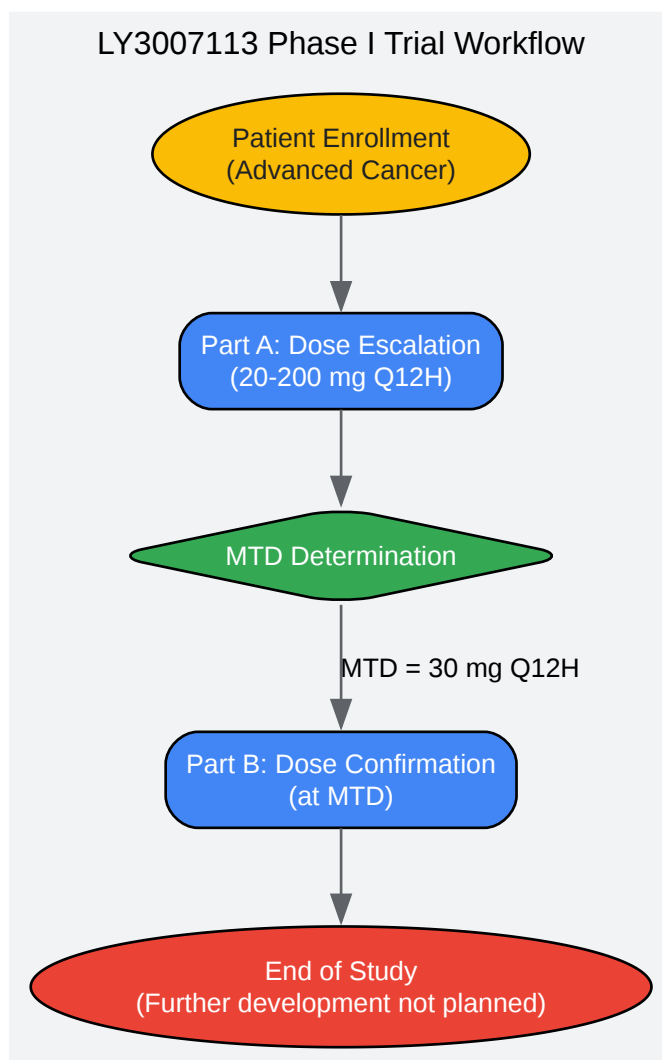 LY3007113 Phase I Trial Workflow
Patient Enrollment
(Advanced Cancer)
Part A: Dose Escalation
(20-200 mg Q12H)
MTD Determination
MTD = 30 mg Q12H
Part B: Dose Confirmation
(at MTD)
End of Study
(Further development not planned)